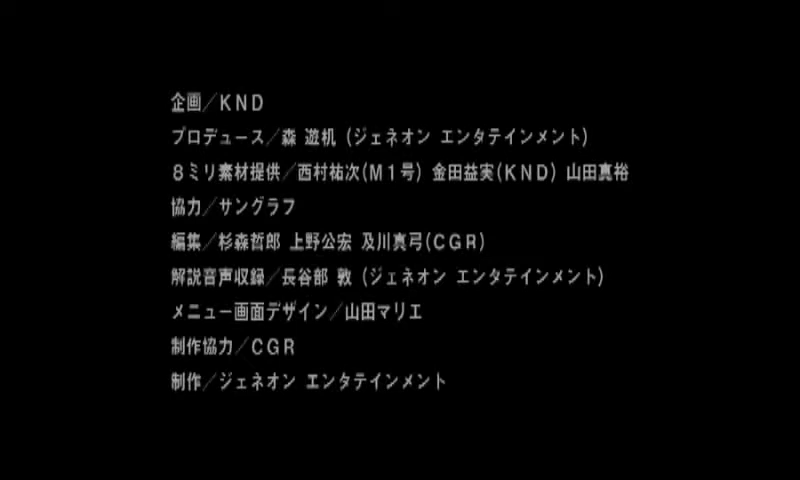 企画／ＫＮＤ
プロデュース／森 遊机 (ジェネオン エンタテインメント)
８ミリ素材提供／西村祐次(Ｍ１号) 金田益実(ＫＮＤ) 山田真裕
協力／サングラフ
編集／杉森哲郎 上野公宏 及川真弓(ＣＧＲ)
解説音声収録／長谷部 敦 (ジェネオン エンタテインメント)
メニュー画面デザイン／山田マリエ
制作協力／ＣＧＲ
制作／ジェネオン エンタテインメント